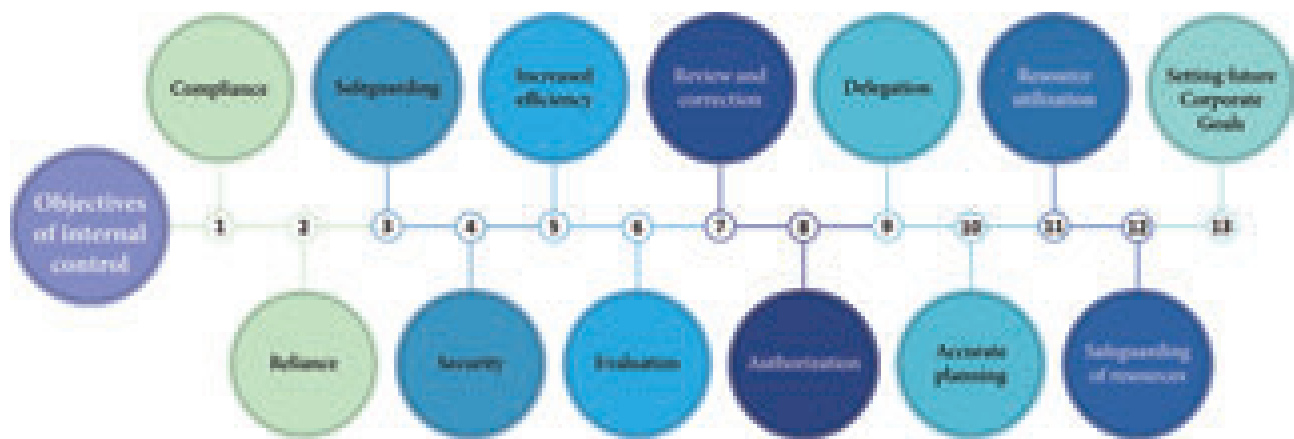 Objectives
of internal
control
1
Compliance
2
Reliance
3
Safeguarding
4
Security
5
Increased
efficiency
6
Evaluation
7
Review and
correction
8
Authorization
9
Delegation
10
Accurate
planning
11
Resource
utilization
12
Safeguarding
of resources
13
Setting future
Corporate
Goals